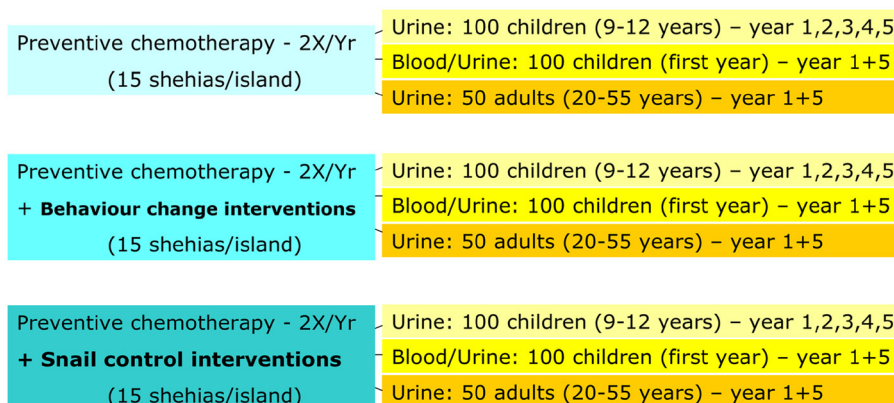 Preventive chemotherapy - 2X/Yr
(15 shehias/island)
Urine: 100 children (9-12 years) – year 1,2,3,4,5
Blood/Urine: 100 children (first year) – year 1+5
Urine: 50 adults (20-55 years) – year 1+5
Preventive chemotherapy - 2X/Yr
+ Behaviour change interventions
(15 shehias/island)
Urine: 100 children (9-12 years) – year 1,2,3,4,5
Blood/Urine: 100 children (first year) – year 1+5
Urine: 50 adults (20-55 years) – year 1+5
Preventive chemotherapy - 2X/Yr
+ Snail control interventions
(15 shehias/island)
Urine: 100 children (9-12 years) – year 1,2,3,4,5
Blood/Urine: 100 children (first year) – year 1+5
Urine: 50 adults (20-55 years) – year 1+5